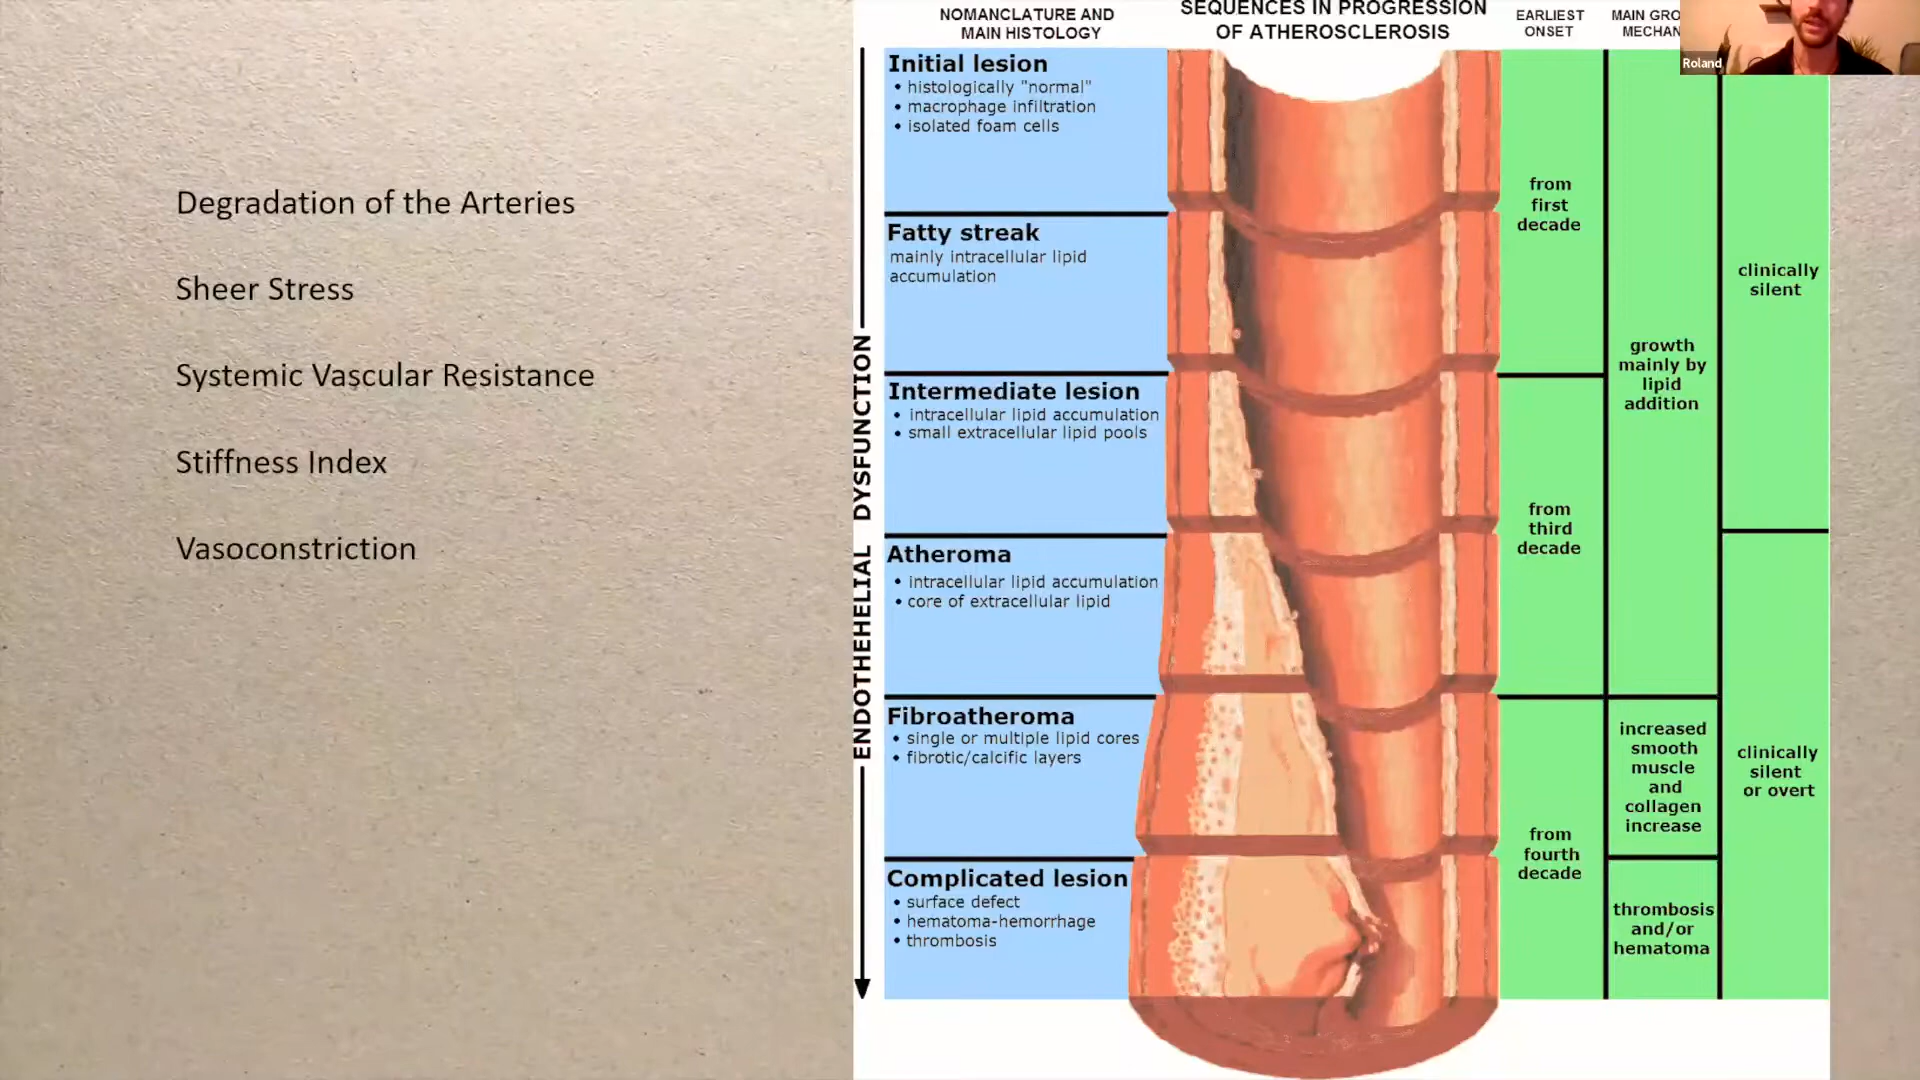 Degradation of the Arteries
Sheer Stress
Systemic Vascular Resistance
Stiffness Index
Vasoconstriction
ENDOTHEHELIAL DYSFUNCTION
NOMANCLATURE AND
MAIN HISTOLOGY
SEQUENCES IN PROGRESSION
OF ATHEROSCLEROSIS
EARLIEST
ONSET
Initial lesion
• histologically "normal"
• macrophage infiltration
• isolated foam cells
Fatty streak
mainly intracellular lipid
accumulation
Intermediate lesion
• intracellular lipid accumulation
• small extracellular lipid pools
Atheroma
• intracellular lipid accumulation
• core of extracellular lipid
Fibroatheroma
• single or multiple lipid cores
• fibrotic/calcific layers
Complicated lesion
• surface defect
• hematoma-hemorrhage
• thrombosis
from
first
decade
from
third
decade
from
fourth
decade
MAIN
growth
mainly by
lipid
addition
increased
smooth
muscle
and
collagen
increase
thrombosis
and/or
hematoma
clinically
silent
clinically
silent
or overt
Roland